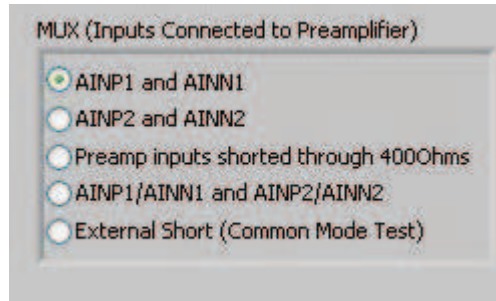 MUX (Inputs Connected to Preamplifier)
AINP1 and AINN1
AINP2 and AINN2
Preamp inputs shorted through 400Ohms
AINP1/AINN1 and AINP2/AINN2
External Short (Common Mode Test)